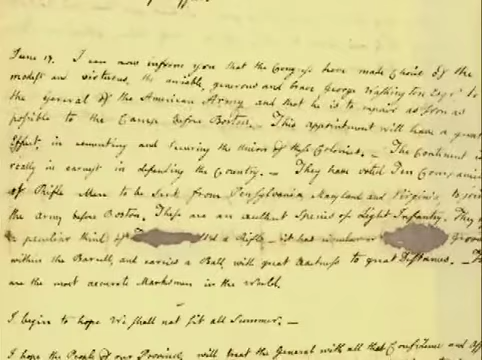 June 17. I can now inform you that the Congress have made Choice of the
modest and virtuous, the amiable, generous and brave George Washington Esqr. to
the General of the American Army and that he is to repair as soon as
possible to the Camp before Boston. This appointment will have a great
Effect, in cementing and securing the Union of these Colonies. — The Continent is
really in earnest in defending the Country. — They have voted Ten Companies
of Rifle Men to be sent from Pensylvania, Maryland and Virginia, to join
the Army before Boston. These are an excellent Species of Light Infantry. They
a peculiar Kind of a Rifle — it has Groo
within the Barrell, and carries a Ball, with great Exactness to great Distances. —
are the most accurate Marksmen in the World.
I begin to hope We shall not sit all Summer. —
I hope the People of our Province, will treat the General with all that Confidence and